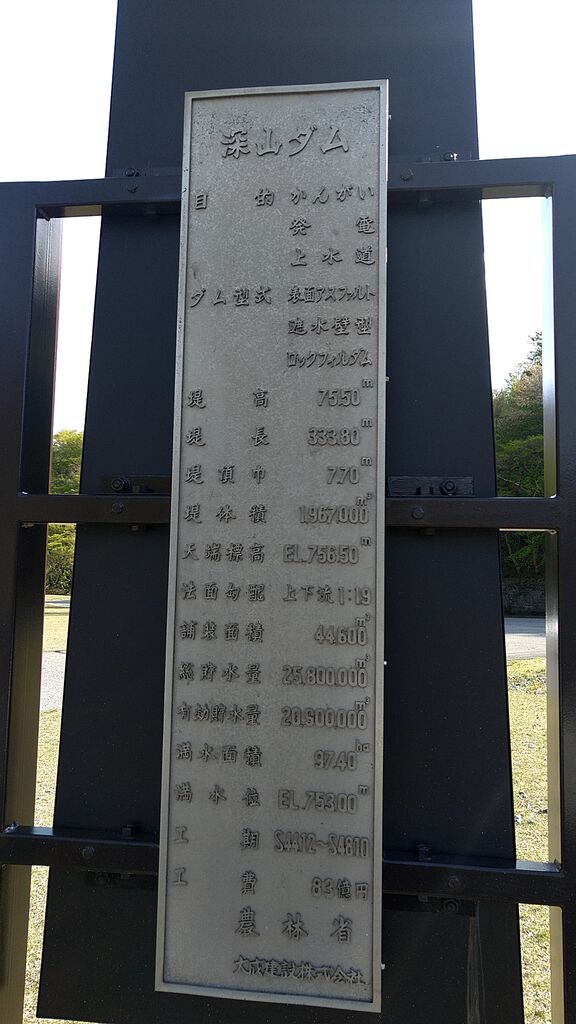 深山ダム
目的 かんがい
発電
上水道
ダム型式 表面アスファルト
遮水壁型
ロックフィルダム
堤高 75.50m
堤長 333.80m
堤頂巾 7.70m
堤体積 1,967,000m³
天端標高 EL.756.50m
法面勾配 上下流1:1.9
舗装面積 44,600m²
総貯水量 25,800,000m³
有効貯水量 20,900,000m³
満水面積 97.40ha
満水位 EL.753.00m
工期 S44.12~S48.10
工費 83億円
農林省
大成建設株式会社